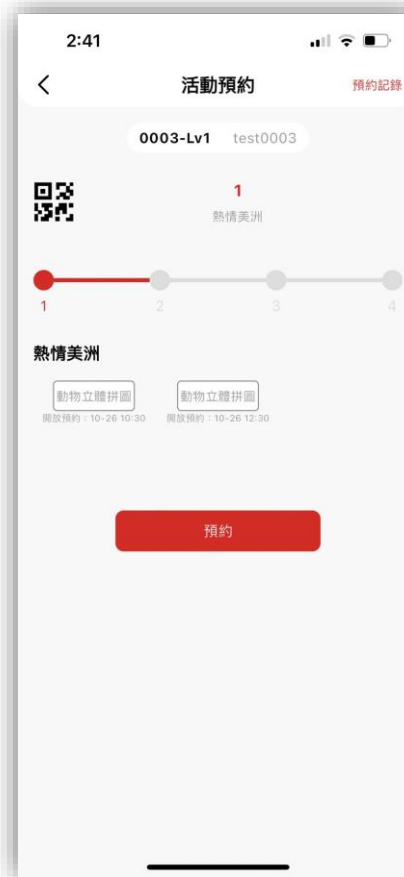 2:41
活動預約
預約記錄
0003-Lv1 test0003
1
熱情美洲
1 2 3 4
熱情美洲
動物立體拼圖 動物立體拼圖
開放預約：10-26 10:30 開放預約：10-26 12:30
預約